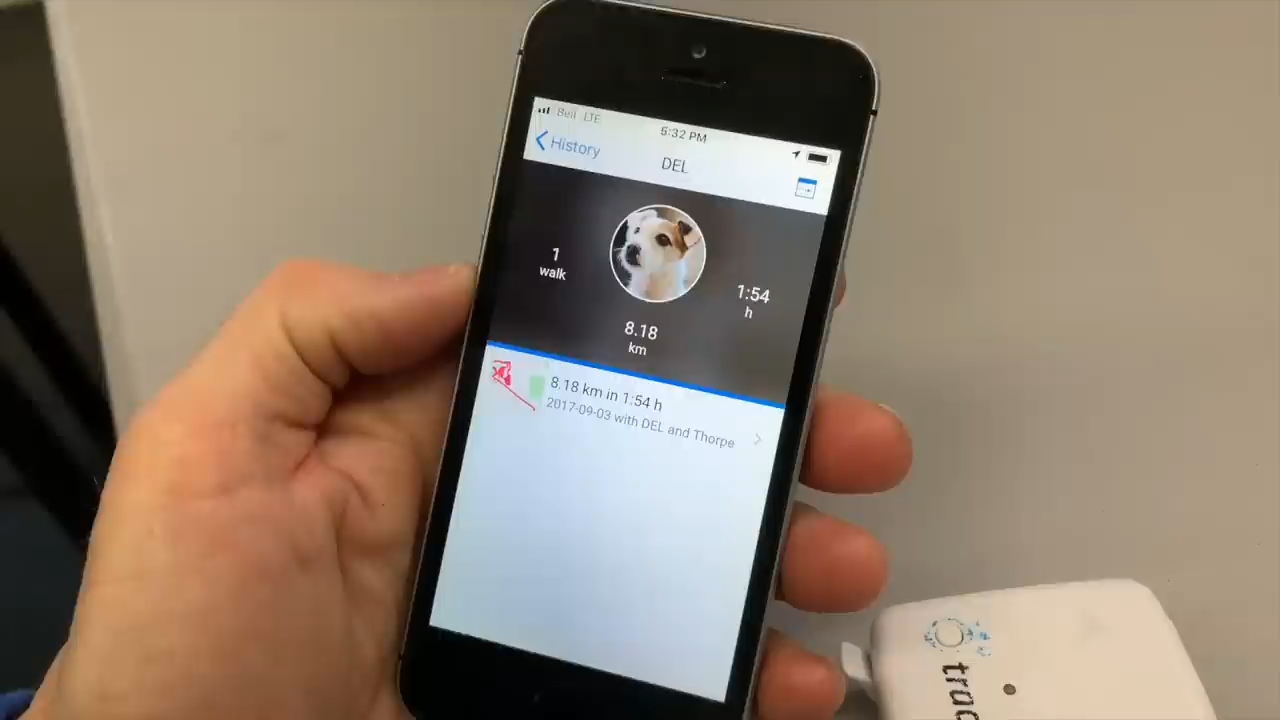 Bell LTE
5:32 PM
History
DEL
1
walk
1:54
h
8.18
km
8.18 km in 1:54 h
2017-09-03 with DEL and Thorpe
trac